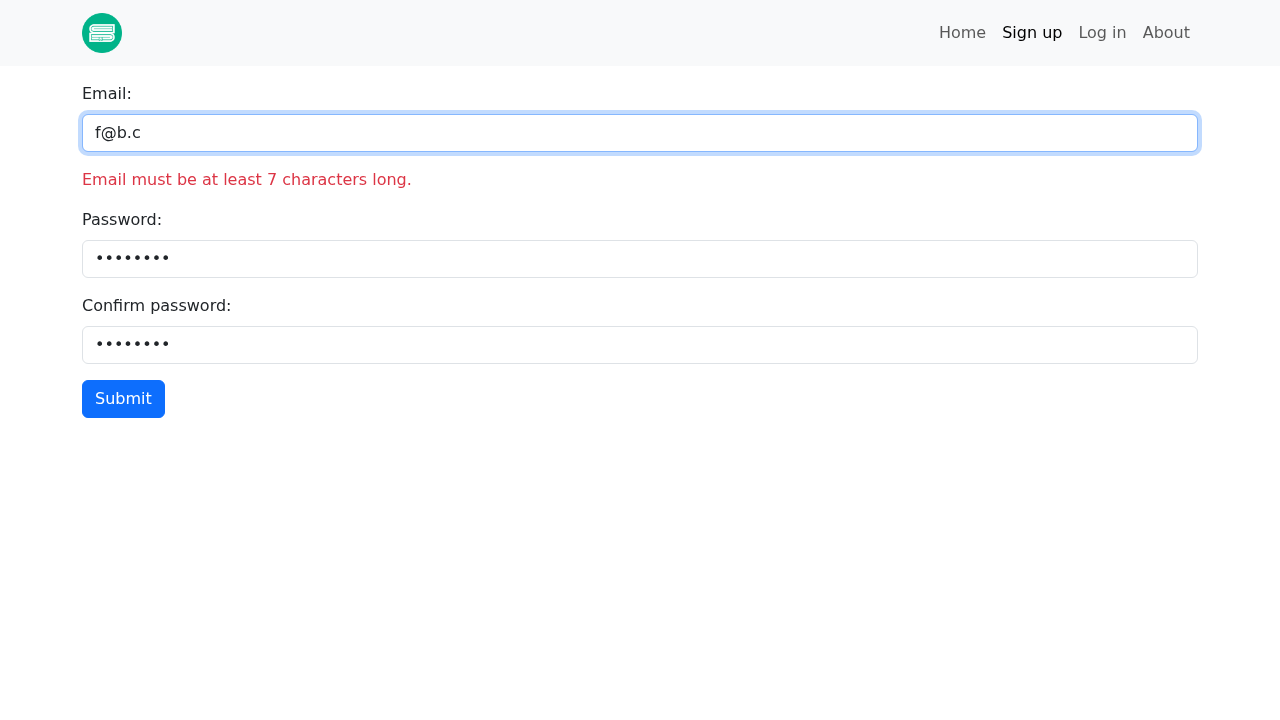 Home Sign up Log in About
Email:
f@b.c
Email must be at least 7 characters long.
Password:
••••••••
Confirm password:
••••••••
Submit